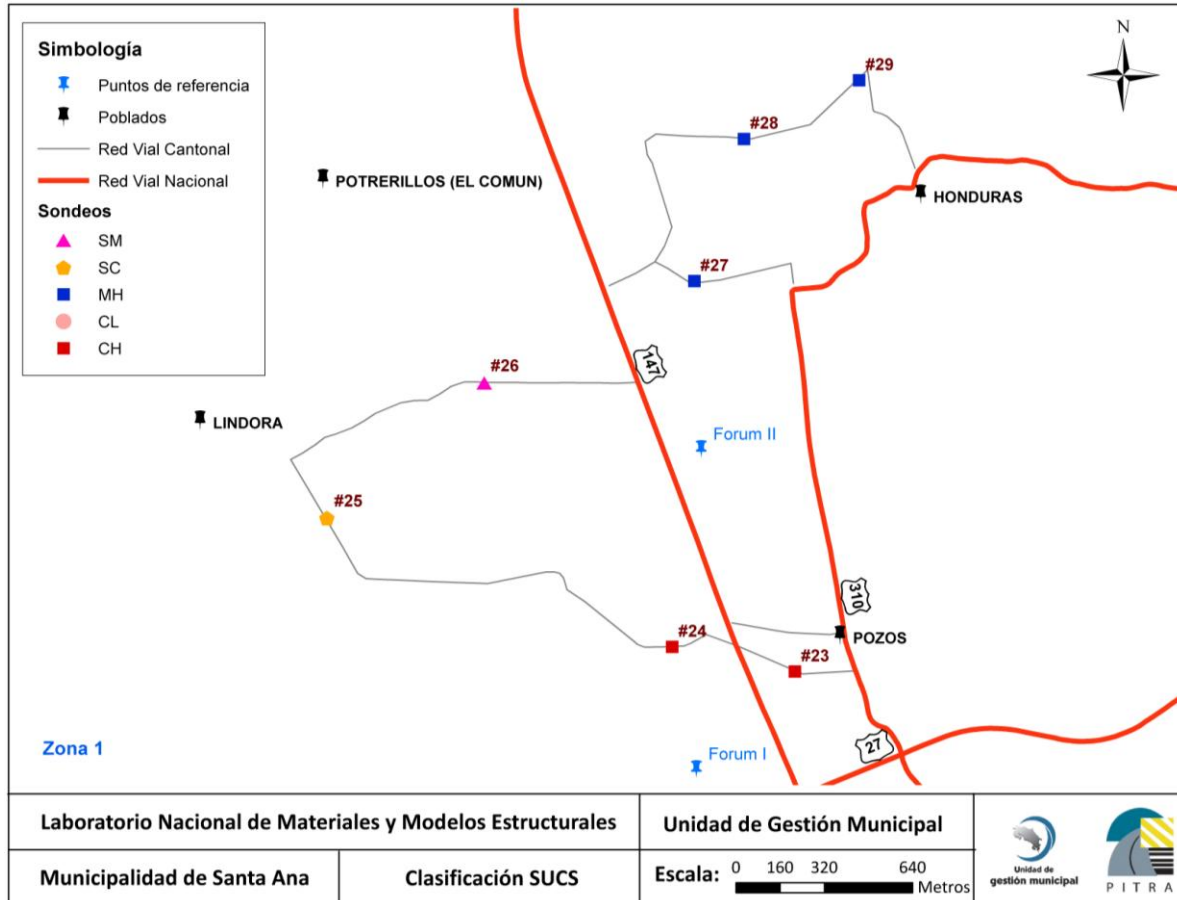 Simbología
Puntos de referencia
Poblados
Red Vial Cantonal
Red Vial Nacional
Sondeos
SM
SC
MH
CL
CH
N
#29
#28
POTRERILLOS (EL COMUN)
HONDURAS
#27
147
#26
LINDORA
Forum II
#25
310
#24
POZOS
#23
Zona 1
27
Forum I
Laboratorio Nacional de Materiales y Modelos Estructurales
Unidad de Gestión Municipal
Municipalidad de Santa Ana
Clasificación SUCS
Escala: 0 160 320 640
Metros
Unidad de
gestión municipal
PITRA